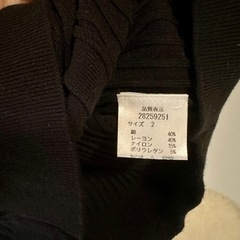 品質表示
28259251
サイズ 2
綿 40%
レーヨン 40%
ナイロン 15%
ポリウレタン 5%